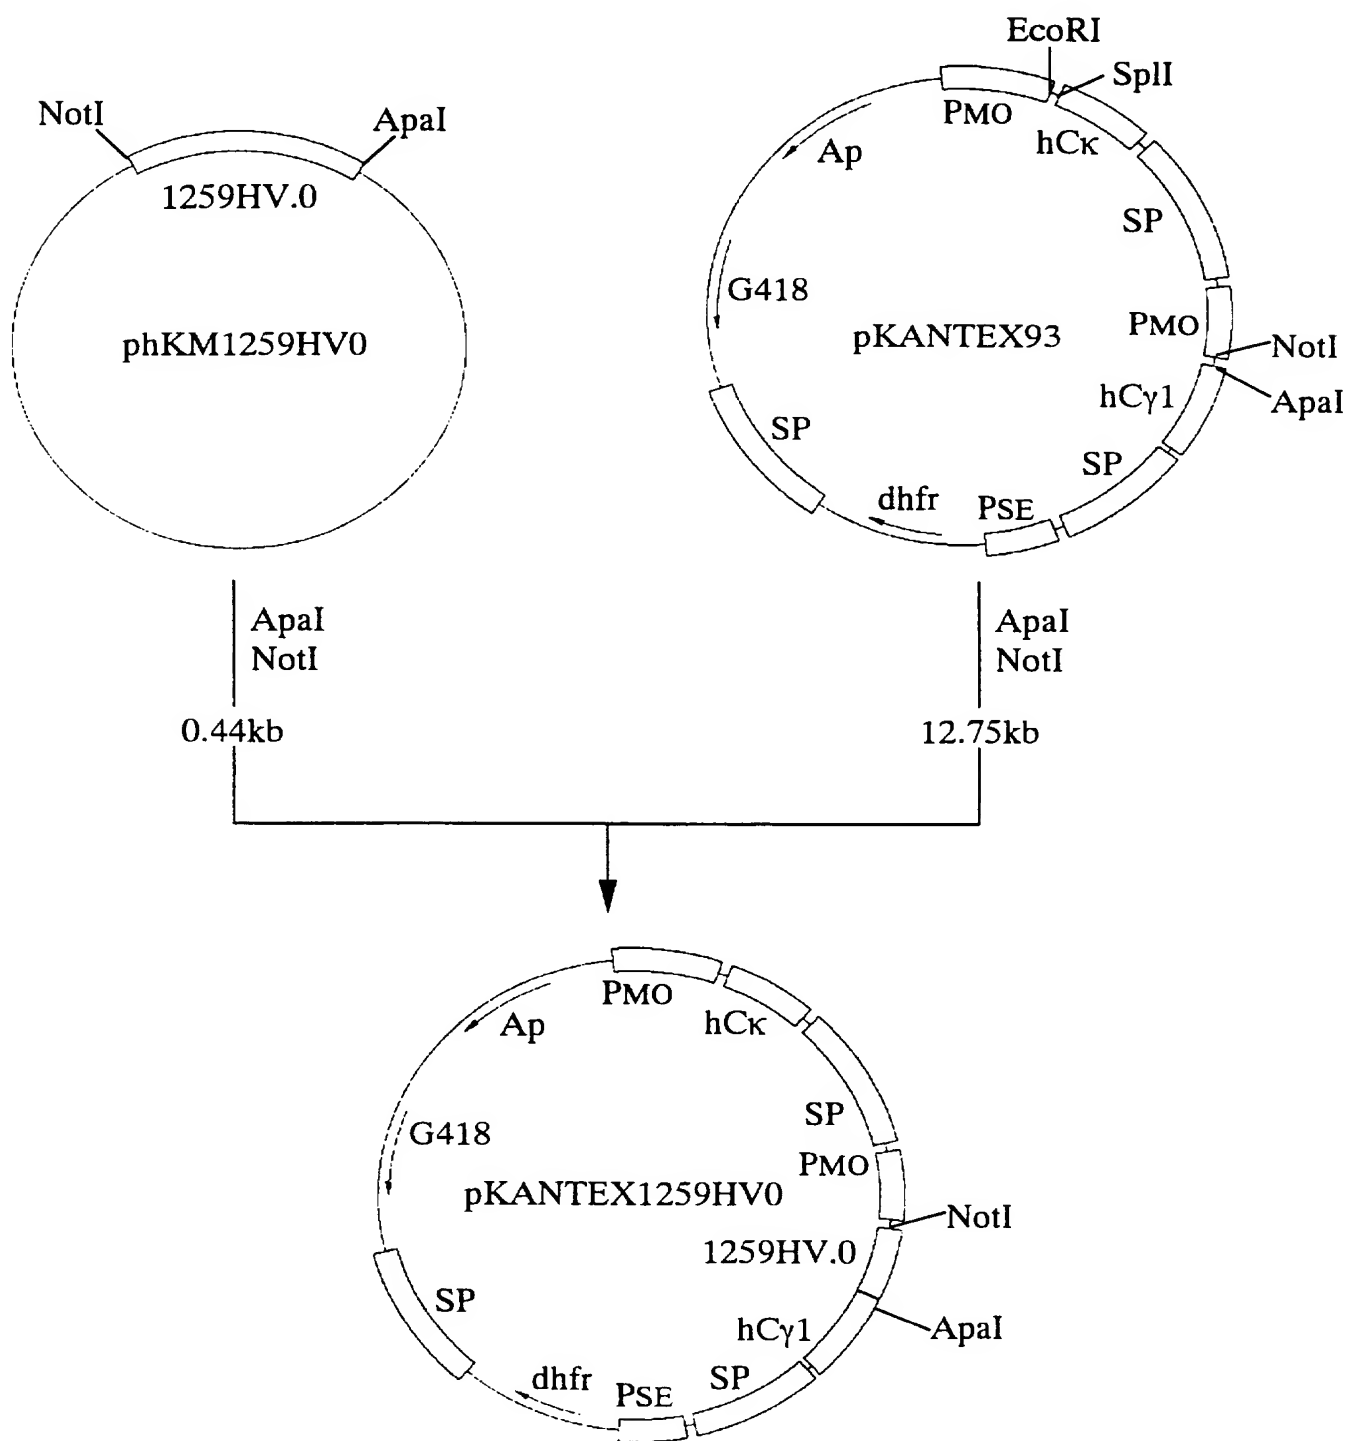 NotI
ApaI
1259HV.0
phKM1259HV0
EcoRI
SplI
PMO
hCκ
Ap
SP
G418
PMO
pKANTEX93
NotI
hCγ1
ApaI
SP
SP
dhfr
PSE
ApaI
NotI
0.44kb
ApaI
NotI
12.75kb
PMO
hCκ
Ap
SP
G418
PMO
pKANTEX1259HV0
NotI
1259HV.0
SP
hCγ1
ApaI
dhfr
PSE
SP